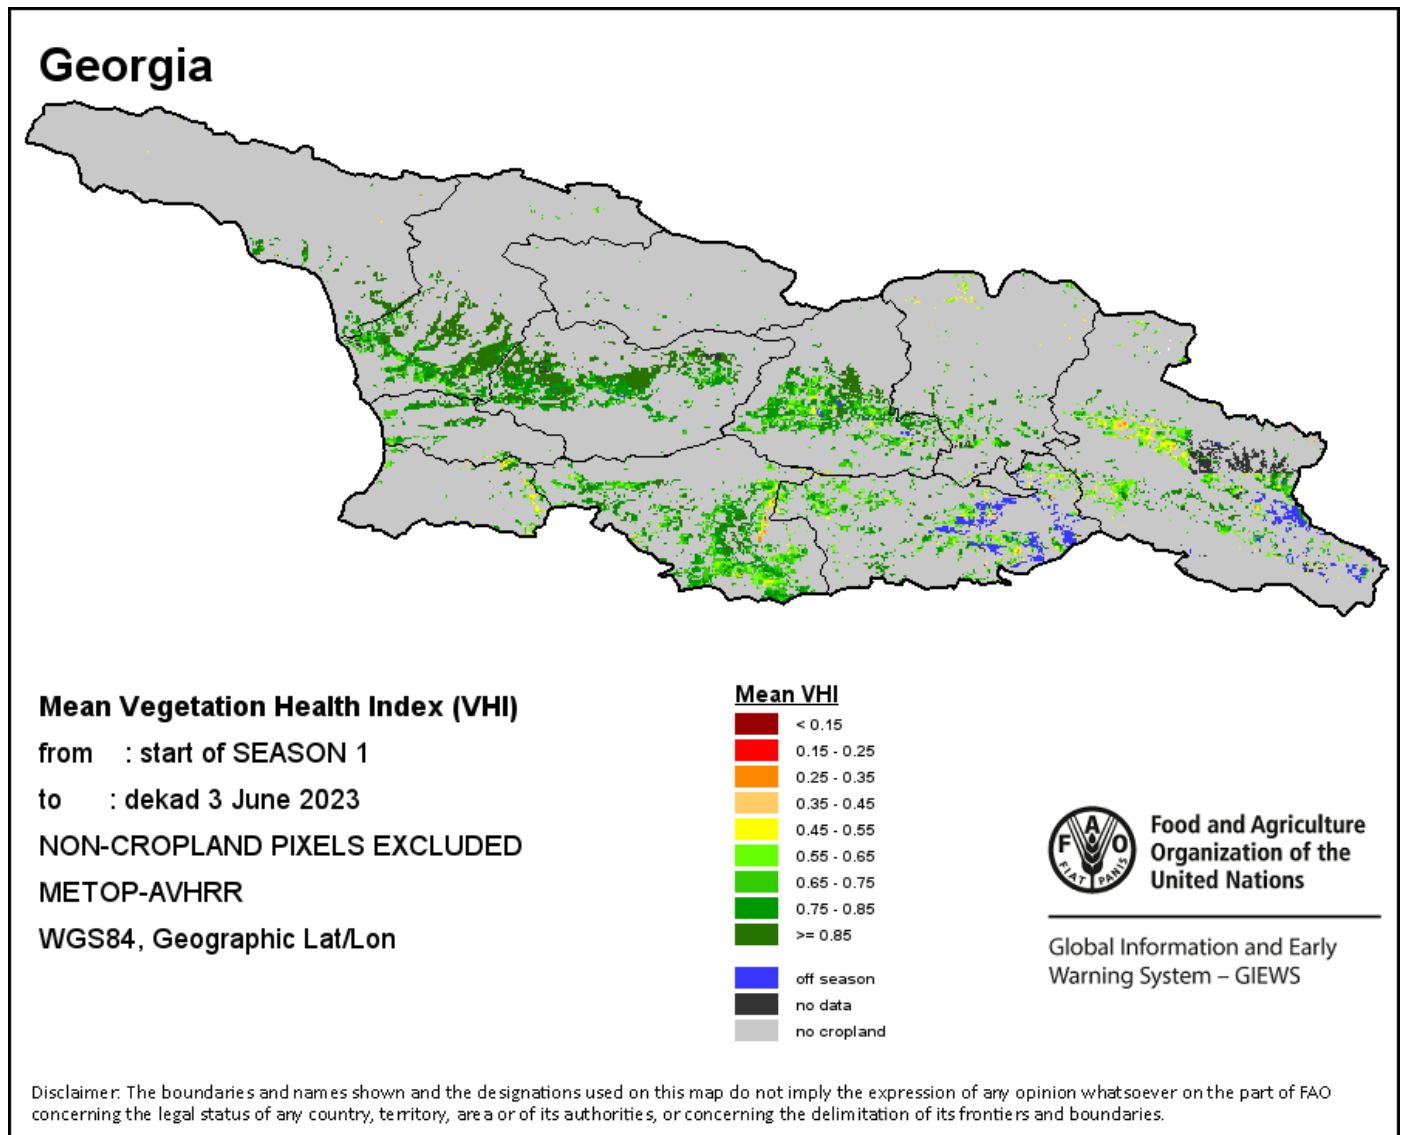 Georgia
Mean Vegetation Health Index (VHI)
from : start of SEASON 1
to : dekad 3 June 2023
NON-CROPLAND PIXELS EXCLUDED
METOP-AVHRR
WGS84, Geographic Lat/Lon
Mean VHI
< 0.15
0.15 - 0.25
0.25 - 0.35
0.35 - 0.45
0.45 - 0.55
0.55 - 0.65
0.65 - 0.75
0.75 - 0.85
>= 0.85
off season
no data
no cropland
F A O
FIAT PANIS
Food and Agriculture
Organization of the
United Nations
Global Information and Early
Warning System – GIEWS
Disclaimer: The boundaries and names shown and the designations used on this map do not imply the expression of any opinion whatsoever on the part of FAO
concerning the legal status of any country, territory, area or of its authorities, or concerning the delimitation of its frontiers and boundaries.